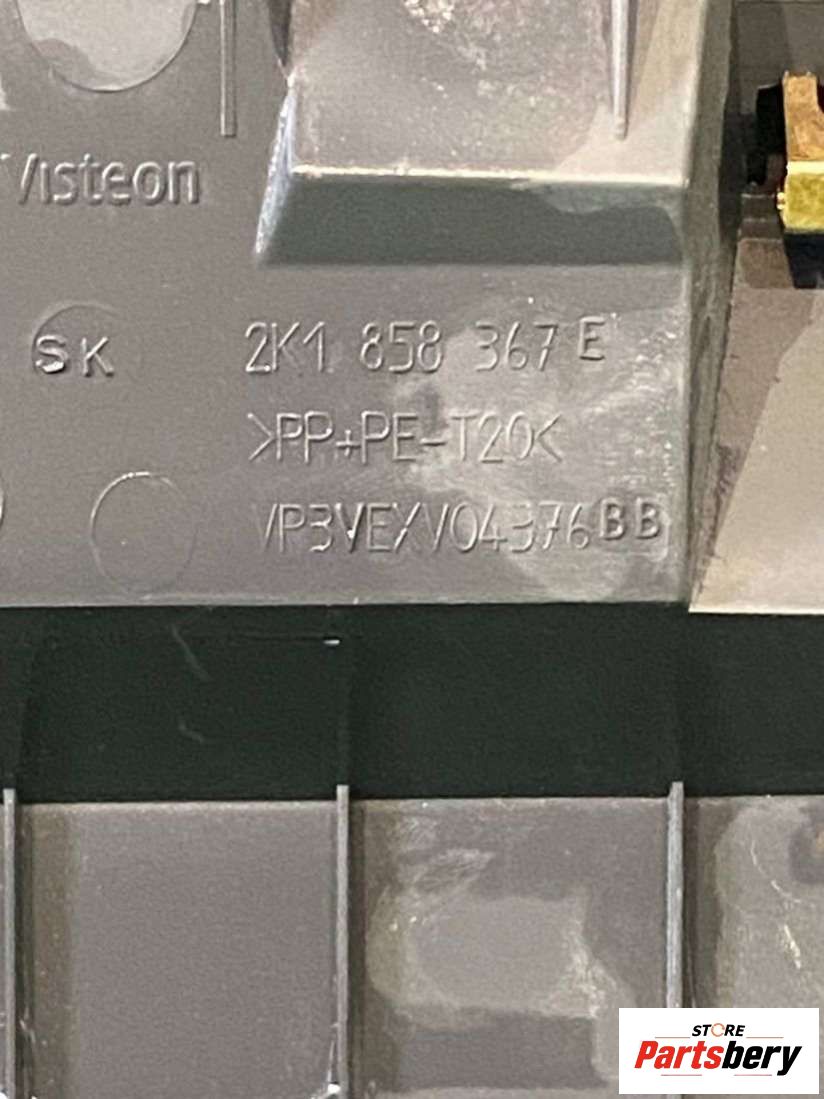 Visteon
SK
2K1 858 367 E
>PP+PE-T20<
VP3VEXV04376BB
STORE
Partsbery